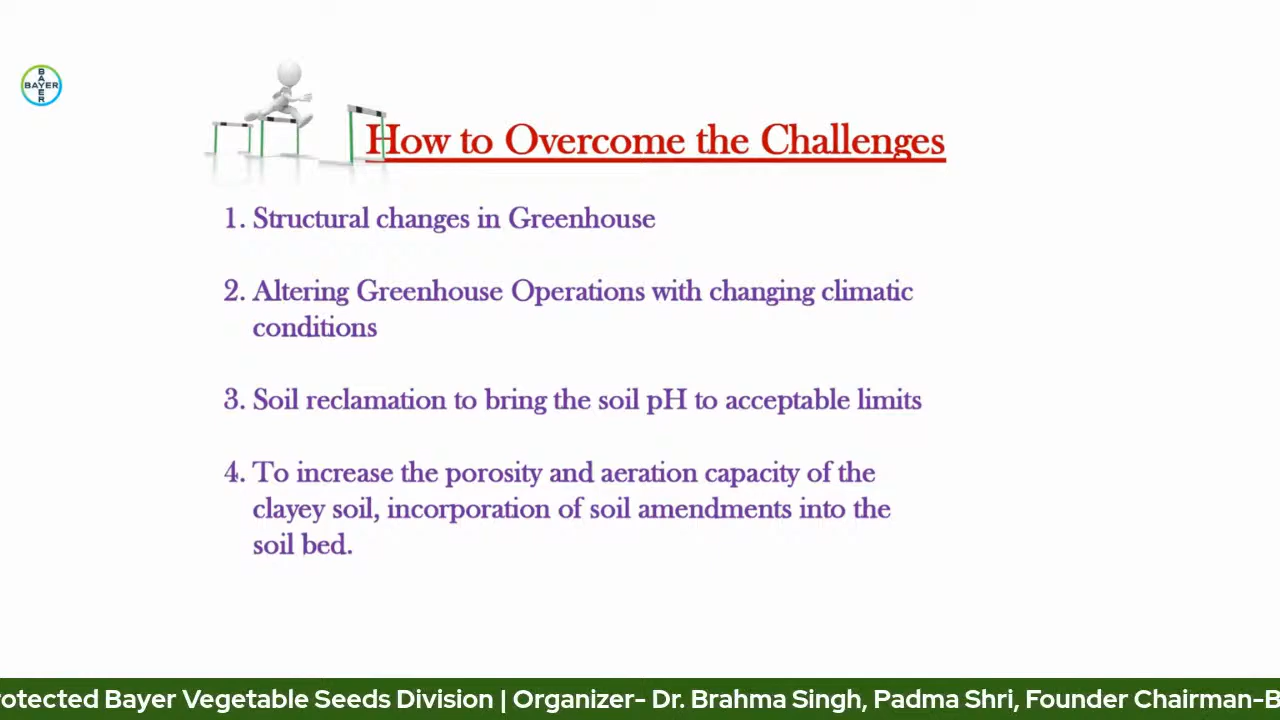 BAYER
BAYER
How to Overcome the Challenges
1. Structural changes in Greenhouse
2. Altering Greenhouse Operations with changing climatic
conditions
3. Soil reclamation to bring the soil pH to acceptable limits
4. To increase the porosity and aeration capacity of the
clayey soil, incorporation of soil amendments into the
soil bed.
rotected Bayer Vegetable Seeds Division | Organizer- Dr. Brahma Singh, Padma Shri, Founder Chairman-B